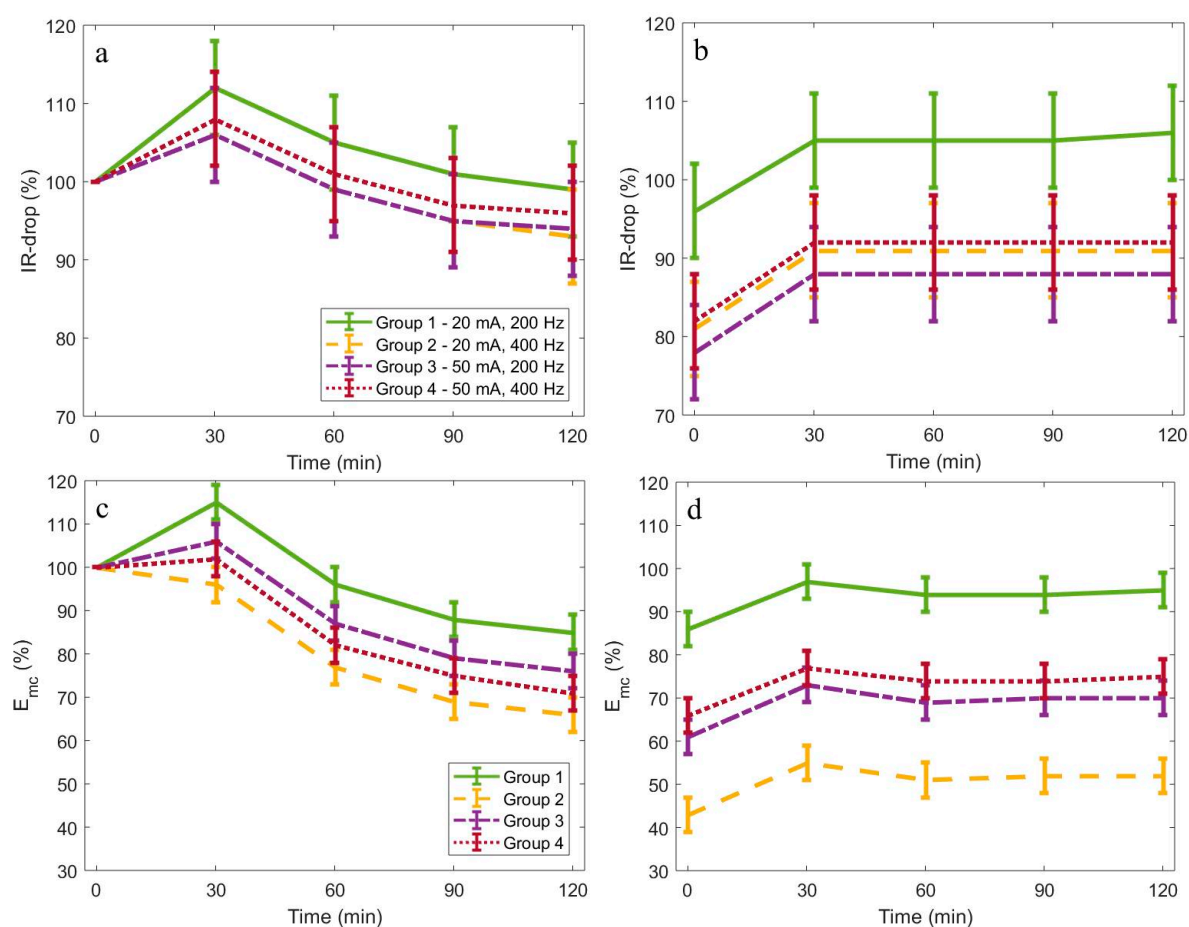 a
120
110
100
90
80
70
IR-drop (%)
0 30 60 90 120
Time (min)
Group 1 - 20 mA, 200 Hz
Group 2 - 20 mA, 400 Hz
Group 3 - 50 mA, 200 Hz
Group 4 - 50 mA, 400 Hz
b
120
110
100
90
80
70
IR-drop (%)
0 30 60 90 120
Time (min)
c
120
110
100
90
80
70
60
50
40
30
E_mc (%)
0 30 60 90 120
Time (min)
Group 1
Group 2
Group 3
Group 4
d
120
110
100
90
80
70
60
50
40
30
E_mc (%)
0 30 60 90 120
Time (min)